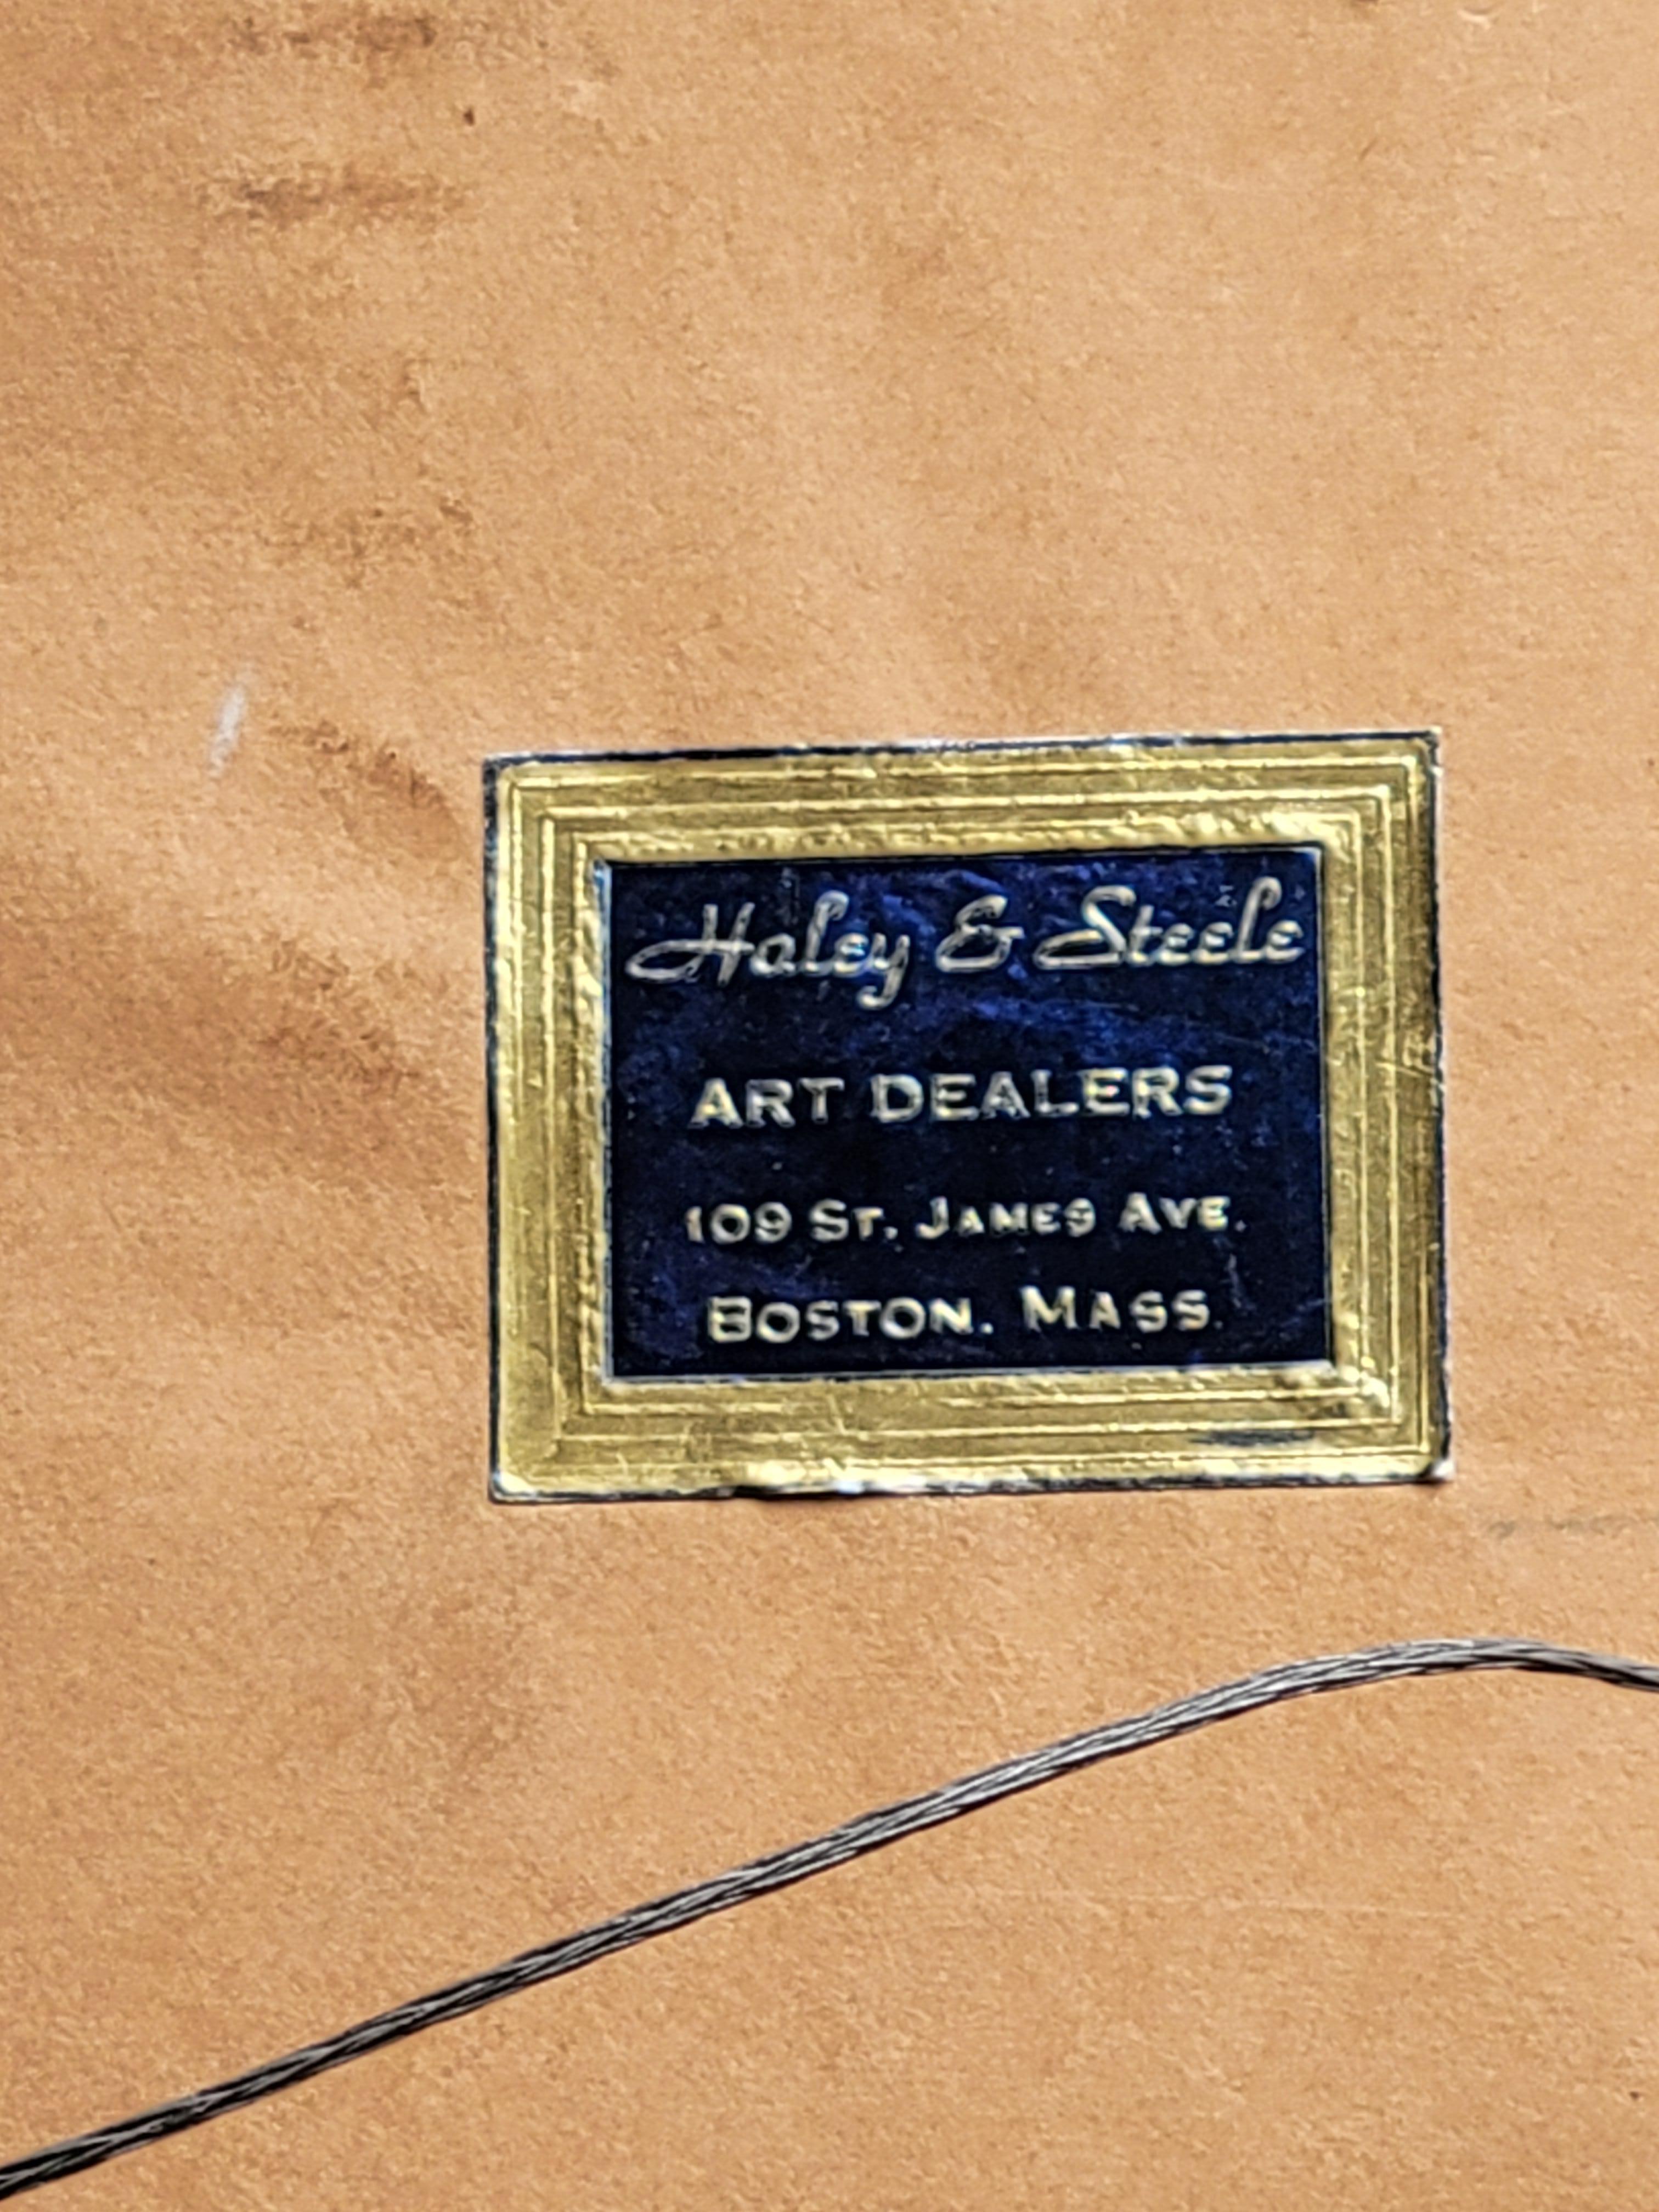 Haley & Steele
ART DEALERS
109 ST. JAMES AVE.
BOSTON. MASS.